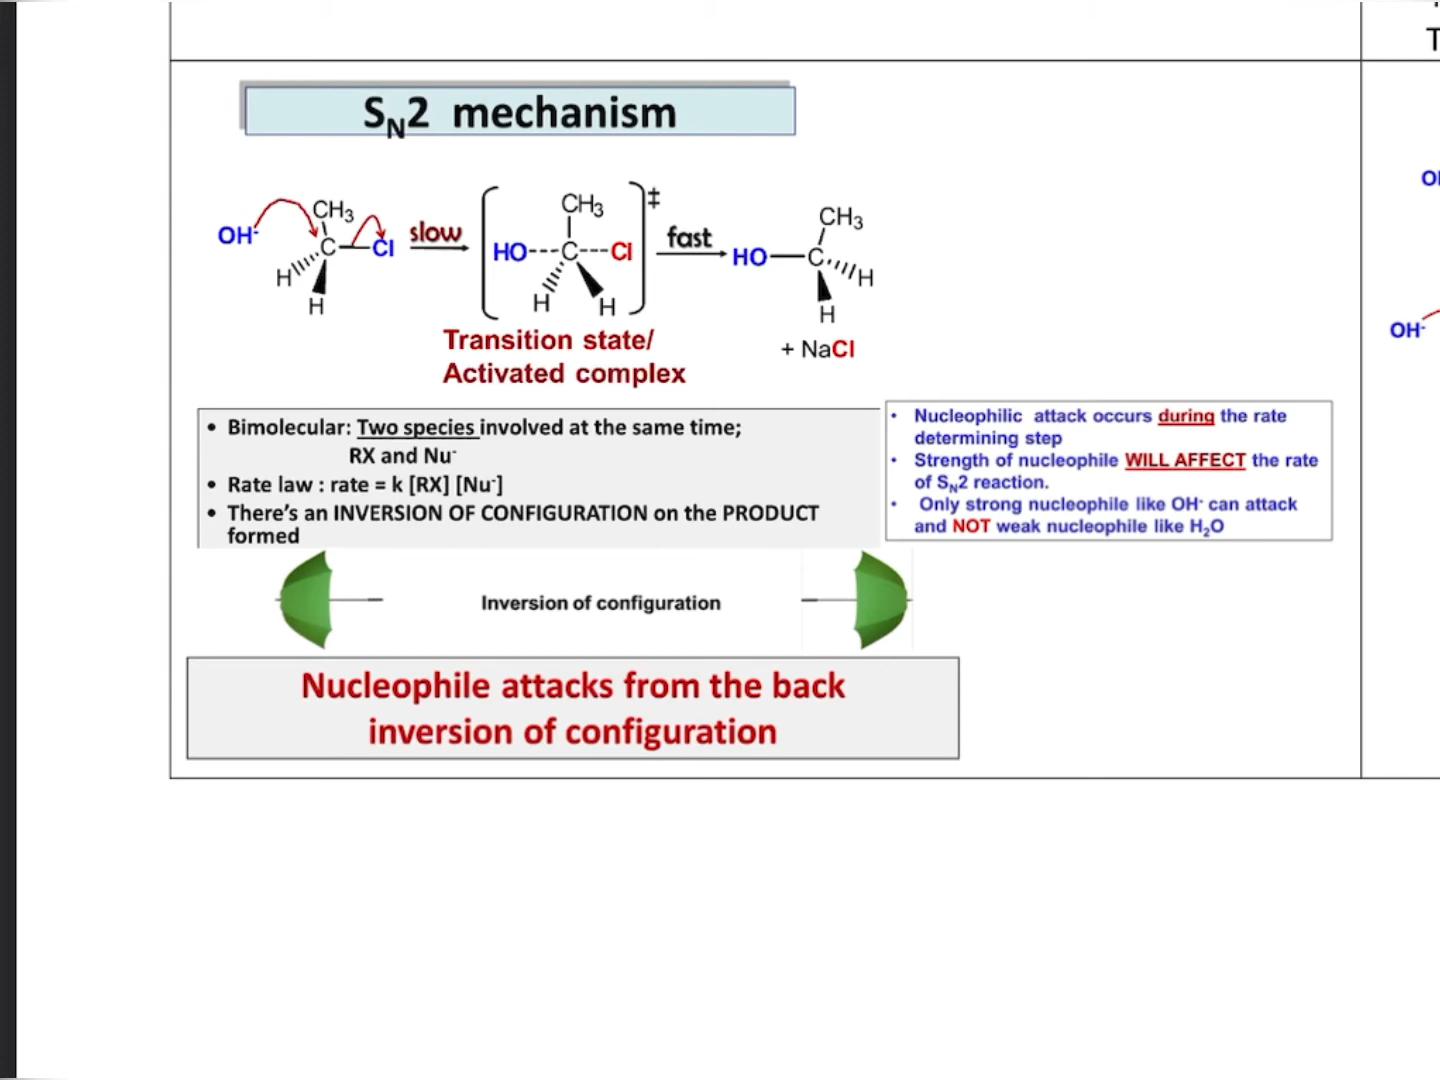 T
S_N2 mechanism
OH⁻ CH₃ C Cl H H
slow
[HO---C---Cl CH₃ H H]‡
fast
HO—C CH₃ H H
OH
OH⁻
Transition state/
Activated complex
+ NaCl
• Bimolecular: Two species involved at the same time;
RX and Nu⁻
• Rate law : rate = k [RX] [Nu⁻]
• There's an INVERSION OF CONFIGURATION on the PRODUCT
formed
• Nucleophilic attack occurs during the rate
determining step
• Strength of nucleophile WILL AFFECT the rate
of S_N2 reaction.
• Only strong nucleophile like OH⁻ can attack
and NOT weak nucleophile like H₂O
Inversion of configuration
Nucleophile attacks from the back
inversion of configuration